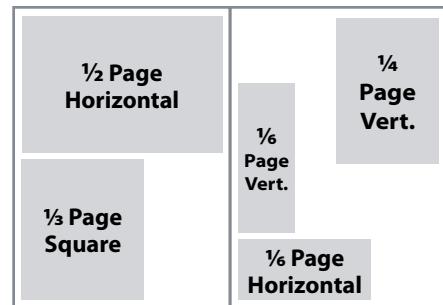 ½ Page
Horizontal
⅓ Page
Square
¼
Page
Vert.
⅙
Page
Vert.
⅙ Page
Horizontal